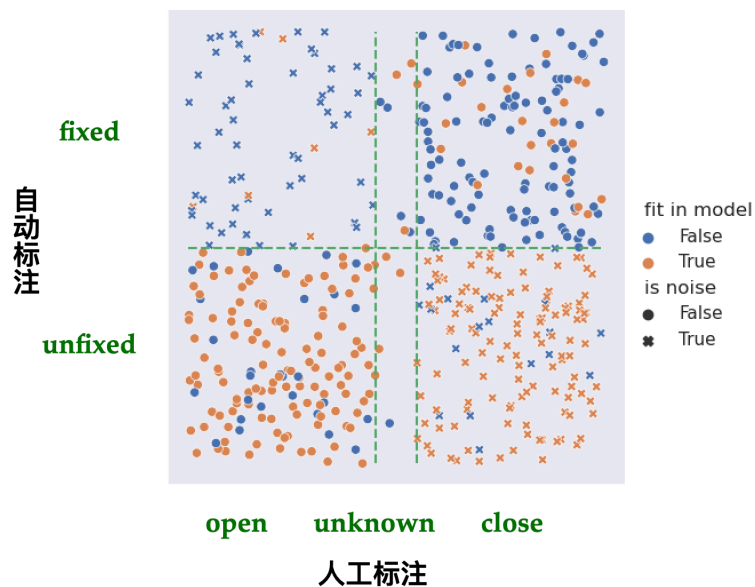 fixed
自动标注
unfixed
fit in model
False
True
is noise
False
True
open unknown close
人工标注